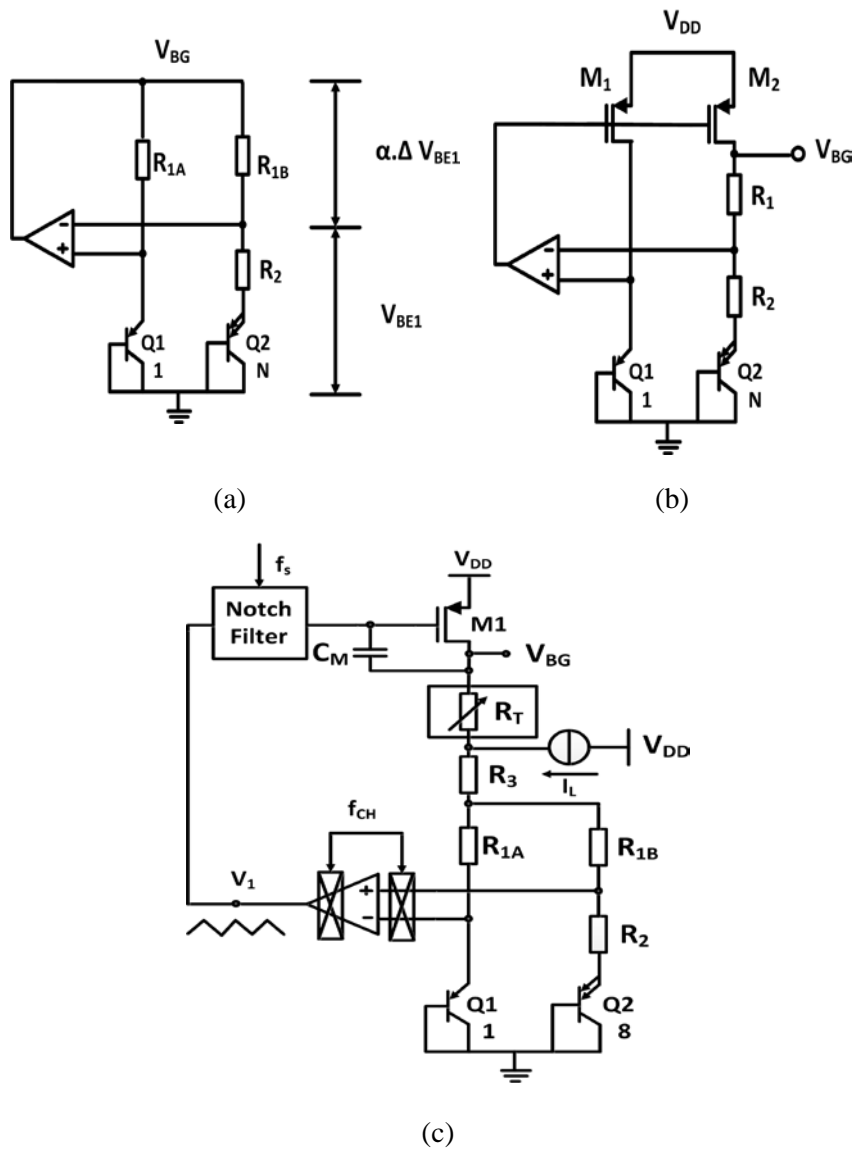 V_BG
R_1A
R_1B
α.Δ V_BE1
-
+
R_2
V_BE1
Q1
1
Q2
N
(a)
V_DD
M_1
M_2
V_BG
R_1
-
+
R_2
Q1
1
Q2
N
(b)
f_s
Notch
Filter
V_DD
M1
C_M
V_BG
R_T
V_DD
R_3
I_L
f_CH
R_1A
R_1B
V_1
+
-
R_2
Q1
1
Q2
8
(c)